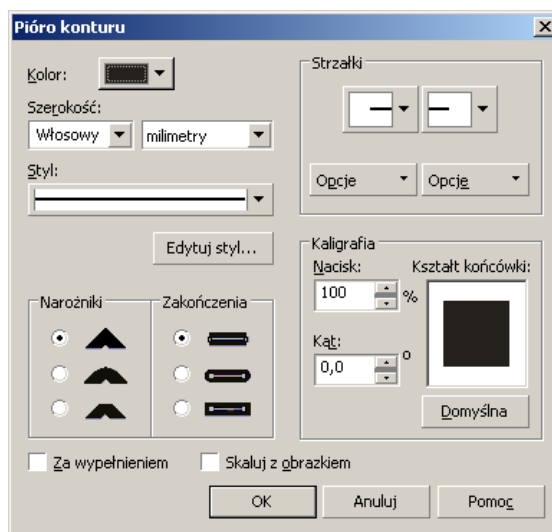 Pióro konturu
Kolor:
Szerokość:
Włosowy milimetry
Styl:
Edytuj styl...
Narożniki
Zakończenia
Strzałki
Opcje Opcje
Kaligrafia
Nacisk: Kształt końcówki:
100 %
Kąt:
0,0 °
Domyślna
Za wypełnieniem Skaluj z obrazkiem
OK Anuluj Pomoc